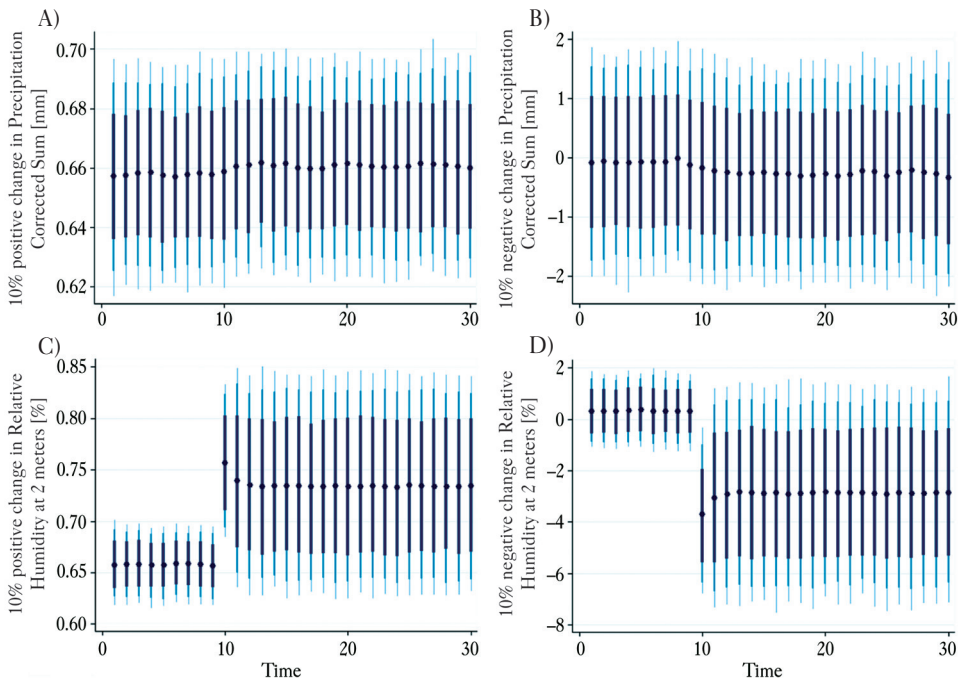 A)
10% positive change in Precipitation
Corrected Sum [mm]
0.70
0.68
0.66
0.64
0.62
0
10
20
30
B)
10% negative change in Precipitation
Corrected Sum [mm]
2
1
0
−1
−2
0
10
20
30
C)
10% positive change in Relative
Humidity at 2 meters [%]
0.85
0.80
0.75
0.70
0.65
0.60
0
10
20
30
Time
D)
10% negative change in Relative
Humidity at 2 meters [%]
2
0
−2
−4
−6
−8
0
10
20
30
Time